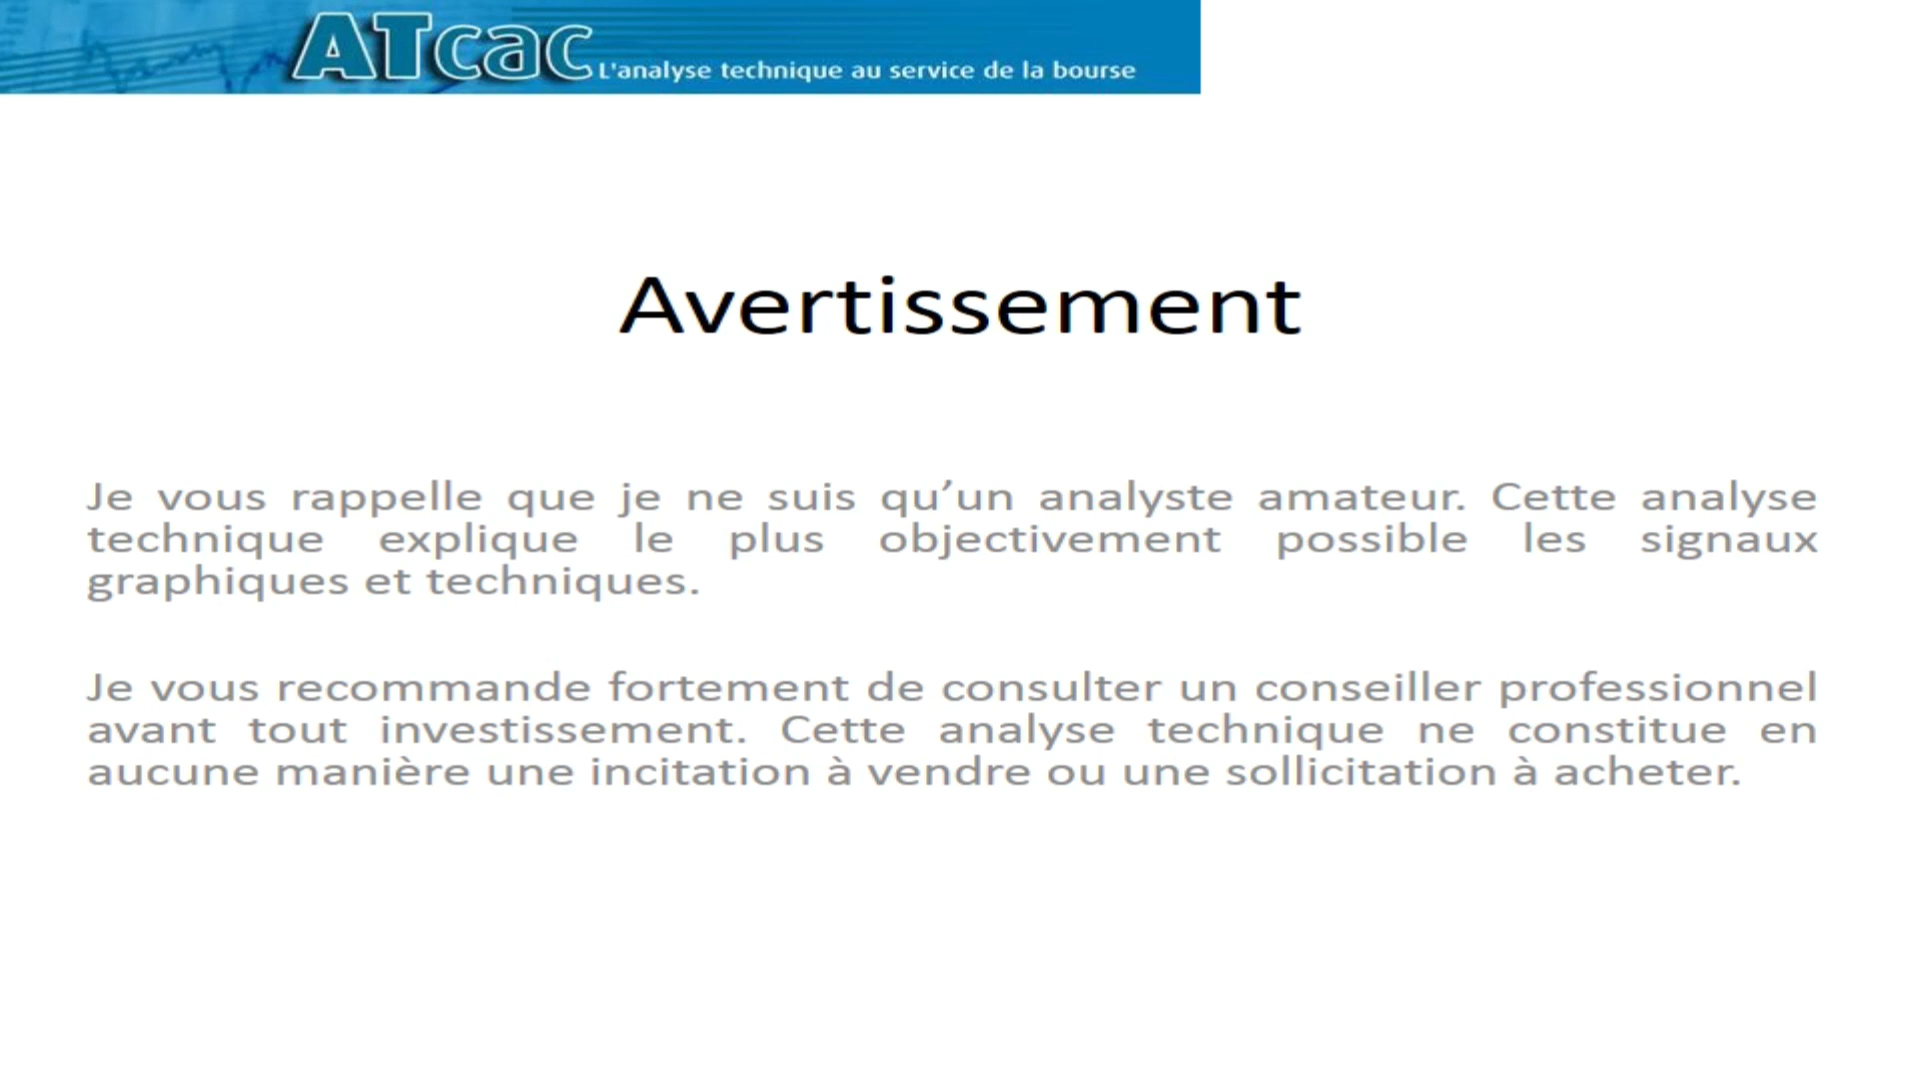 ATcac L'analyse technique au service de la bourse
Avertissement
Je vous rappelle que je ne suis qu’un analyste amateur. Cette analyse
technique explique le plus objectivement possible les signaux
graphiques et techniques.
Je vous recommande fortement de consulter un conseiller professionnel
avant tout investissement. Cette analyse technique ne constitue en
aucune manière une incitation à vendre ou une sollicitation à acheter.